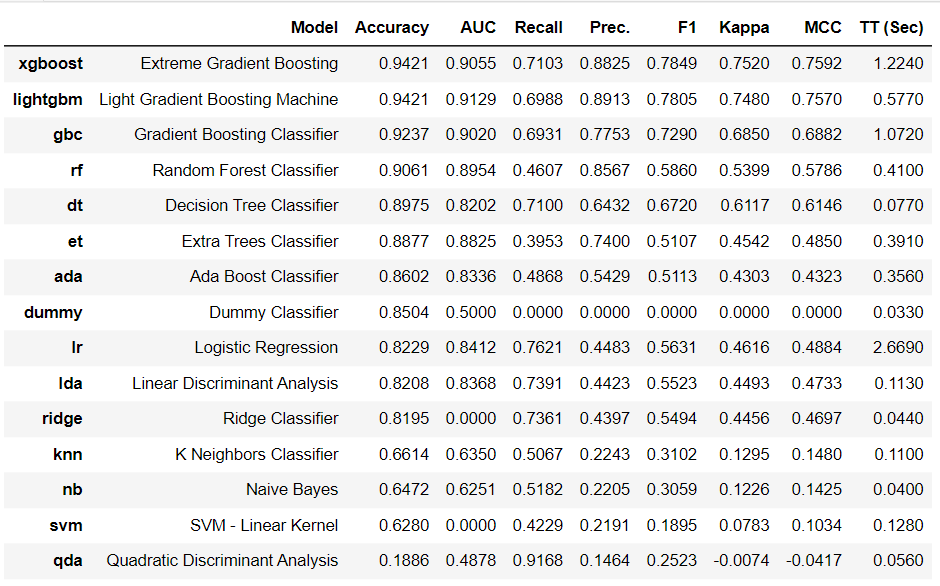 Model Accuracy AUC Recall Prec. F1 Kappa MCC TT (Sec)
xgboost Extreme Gradient Boosting 0.9421 0.9055 0.7103 0.8825 0.7849 0.7520 0.7592 1.2240
lightgbm Light Gradient Boosting Machine 0.9421 0.9129 0.6988 0.8913 0.7805 0.7480 0.7570 0.5770
gbc Gradient Boosting Classifier 0.9237 0.9020 0.6931 0.7753 0.7290 0.6850 0.6882 1.0720
rf Random Forest Classifier 0.9061 0.8954 0.4607 0.8567 0.5860 0.5399 0.5786 0.4100
dt Decision Tree Classifier 0.8975 0.8202 0.7100 0.6432 0.6720 0.6117 0.6146 0.0770
et Extra Trees Classifier 0.8877 0.8825 0.3953 0.7400 0.5107 0.4542 0.4850 0.3910
ada Ada Boost Classifier 0.8602 0.8336 0.4868 0.5429 0.5113 0.4303 0.4323 0.3560
dummy Dummy Classifier 0.8504 0.5000 0.0000 0.0000 0.0000 0.0000 0.0000 0.0330
lr Logistic Regression 0.8229 0.8412 0.7621 0.4483 0.5631 0.4616 0.4884 2.6690
lda Linear Discriminant Analysis 0.8208 0.8368 0.7391 0.4423 0.5523 0.4493 0.4733 0.1130
ridge Ridge Classifier 0.8195 0.0000 0.7361 0.4397 0.5494 0.4456 0.4697 0.0440
knn K Neighbors Classifier 0.6614 0.6350 0.5067 0.2243 0.3102 0.1295 0.1480 0.1100
nb Naive Bayes 0.6472 0.6251 0.5182 0.2205 0.3059 0.1226 0.1425 0.0400
svm SVM - Linear Kernel 0.6280 0.0000 0.4229 0.2191 0.1895 0.0783 0.1034 0.1280
qda Quadratic Discriminant Analysis 0.1886 0.4878 0.9168 0.1464 0.2523 -0.0074 -0.0417 0.0560